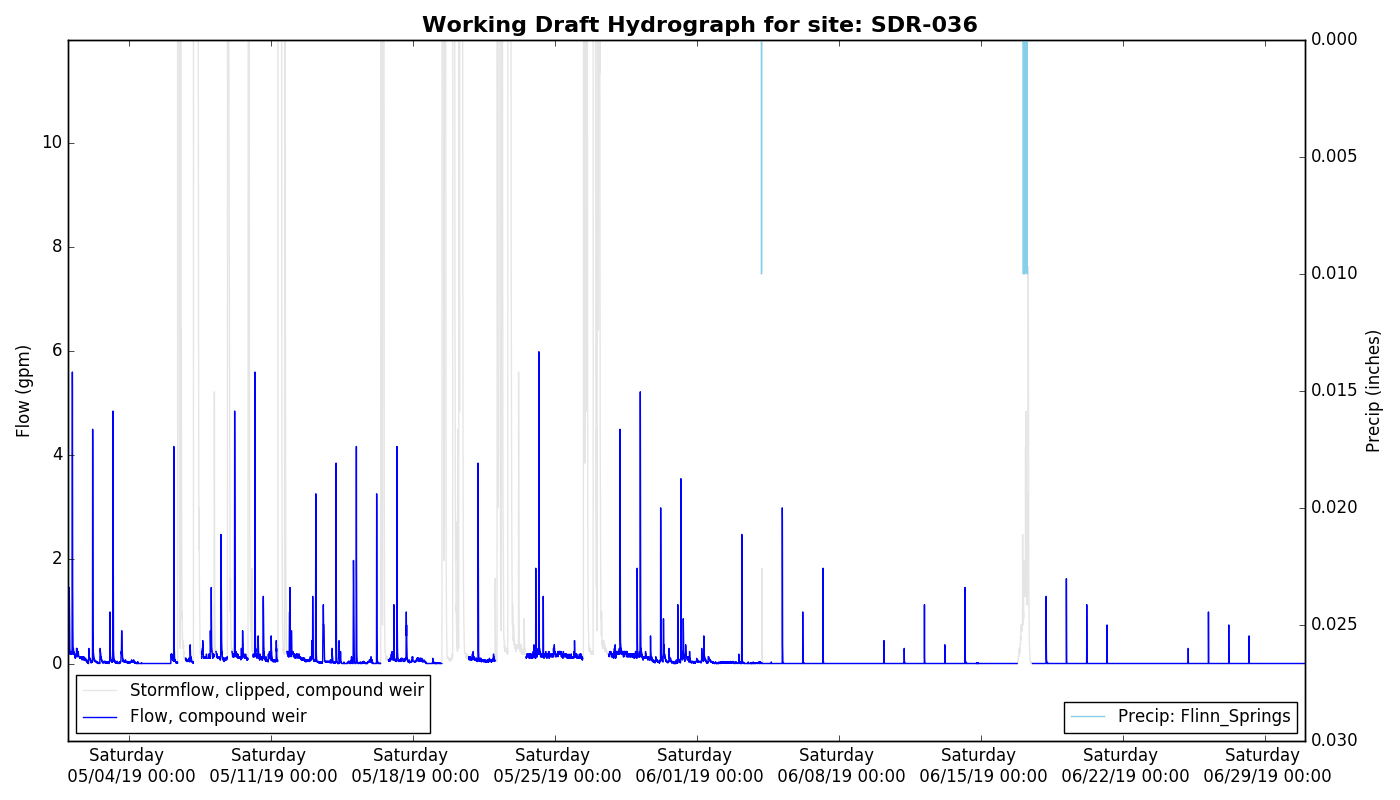 Working Draft Hydrograph for site: SDR-036
0.000
0.005
0.010
0.015
0.020
0.025
0.030
10
8
6
4
2
0
Flow (gpm)
Precip (inches)
Stormflow, clipped, compound weir
Flow, compound weir
Precip: Flinn_Springs
Saturday
05/04/19 00:00
Saturday
05/11/19 00:00
Saturday
05/18/19 00:00
Saturday
05/25/19 00:00
Saturday
06/01/19 00:00
Saturday
06/08/19 00:00
Saturday
06/15/19 00:00
Saturday
06/22/19 00:00
Saturday
06/29/19 00:00